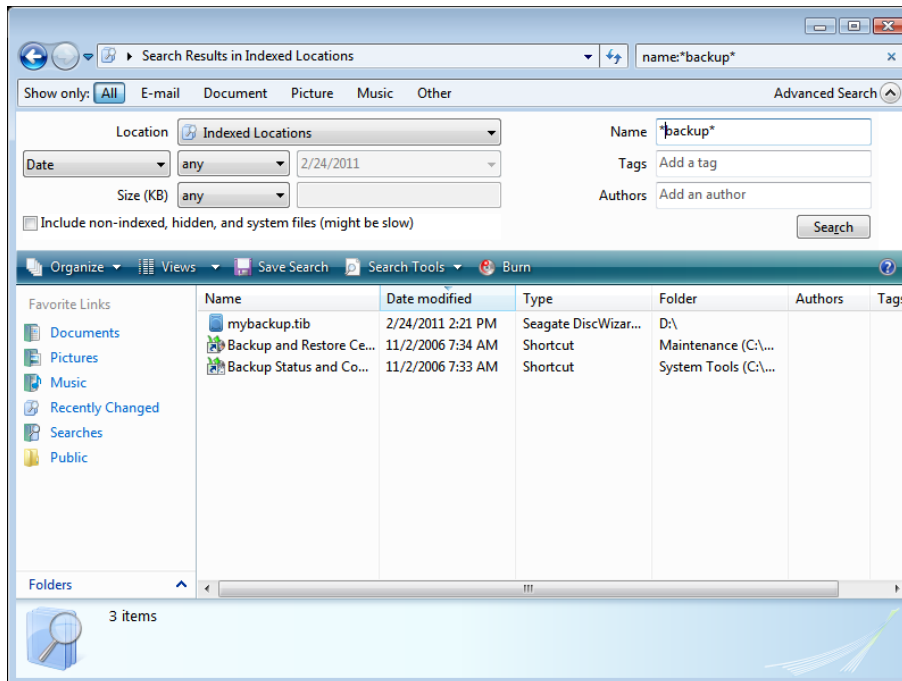 Search Results in Indexed Locations
name:*backup*
Show only: All E-mail Document Picture Music Other Advanced Search
Location Indexed Locations Name *backup*
Date any 2/24/2011 Tags Add a tag
Size (KB) any Authors Add an author
Include non-indexed, hidden, and system files (might be slow) Search
Organize Views Save Search Search Tools Burn
Favorite Links Name Date modified Type Folder Authors Tags
mybackup.tib 2/24/2011 2:21 PM Seagate DiscWizar... D:\
Backup and Restore Ce... 11/2/2006 7:34 AM Shortcut Maintenance (C:\...
Backup Status and Co... 11/2/2006 7:33 AM Shortcut System Tools (C:\...
Documents
Pictures
Music
Recently Changed
Searches
Public
Folders
3 items